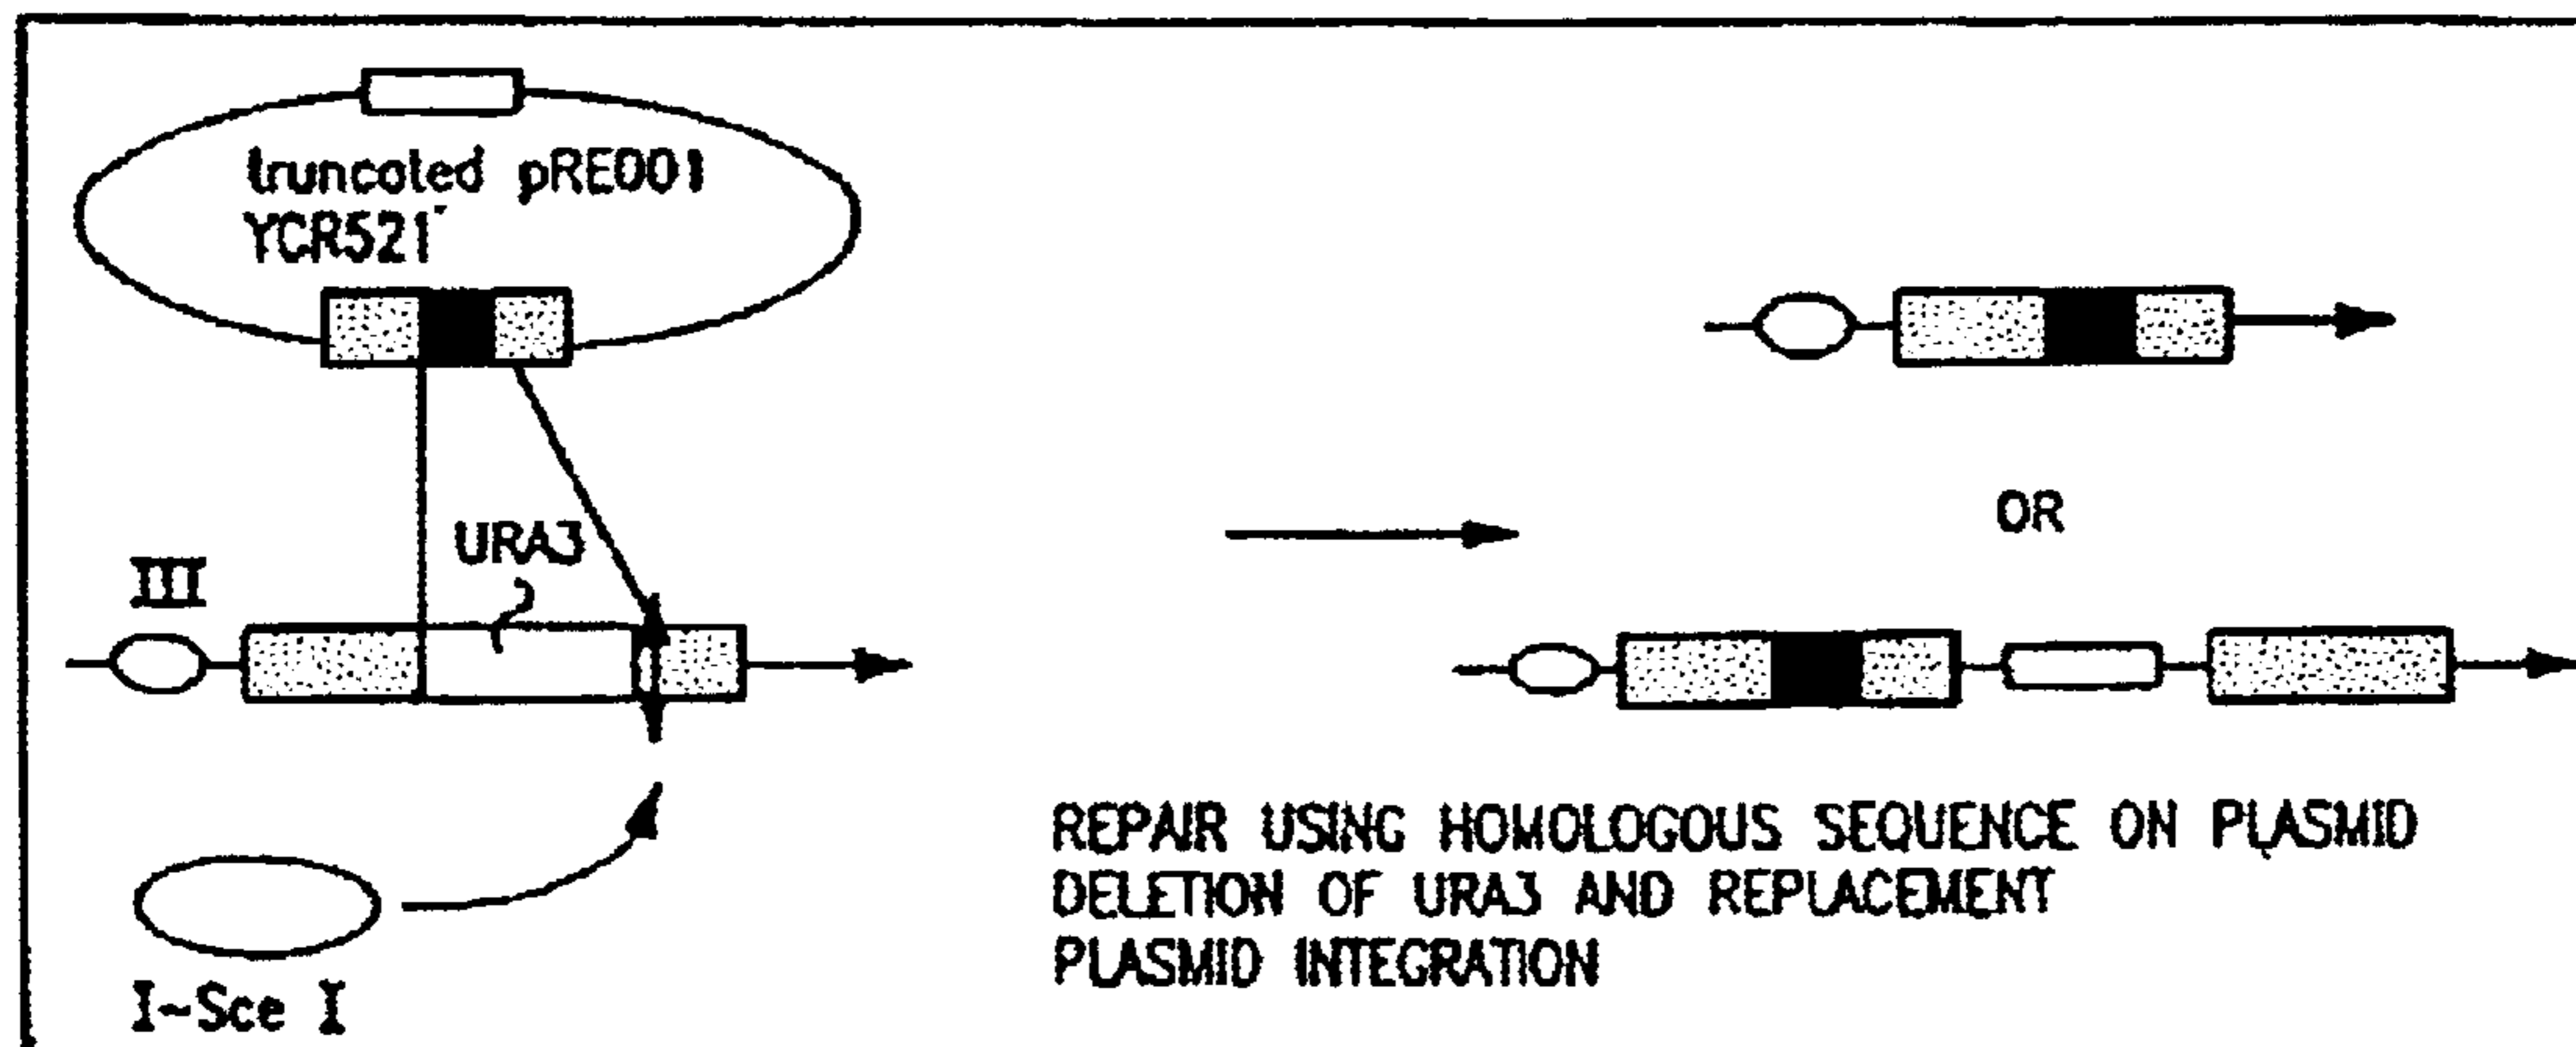 truncated pRE001
YCR521
URA3
III
I-Sce I
OR
REPAIR USING HOMOLOGOUS SEQUENCE ON PLASMID
DELETION OF URA3 AND REPLACEMENT
PLASMID INTEGRATION